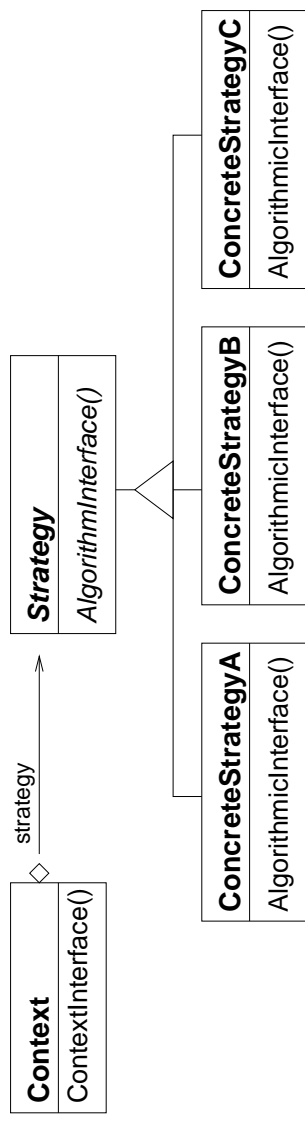 Context
ContextInterface()
strategy
Strategy
AlgorithmInterface()
ConcreteStrategyA
AlgorithmicInterface()
ConcreteStrategyB
AlgorithmicInterface()
ConcreteStrategyC
AlgorithmicInterface()